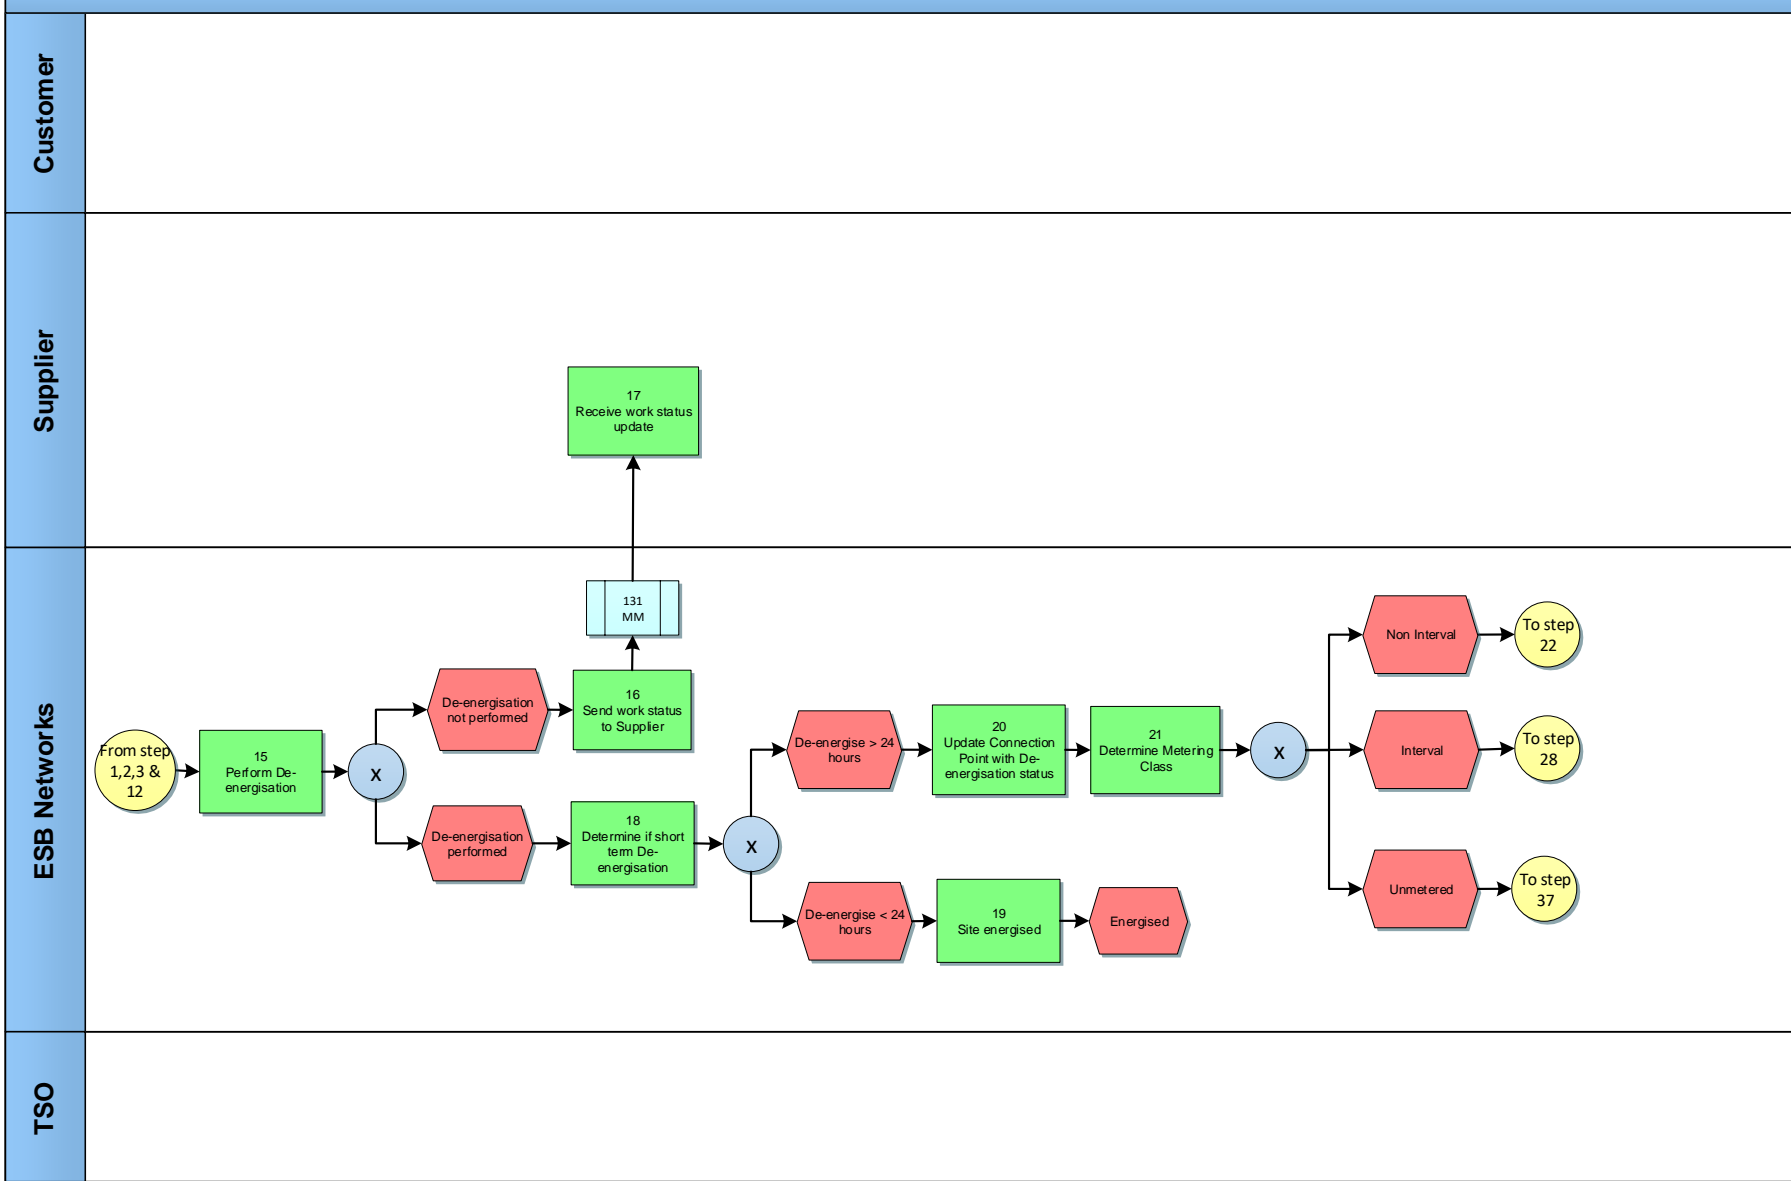 Customer
Supplier
17
Receive work status
update
ESB Networks
131
MM
From step
1,2,3 &
12
15
Perform De-
energisation
X
De-energisation
not performed
16
Send work status
to Supplier
De-energisation
performed
18
Determine if short
term De-
energisation
X
De-energise > 24
hours
20
Update Connection
Point with De-
energisation status
21
Determine Metering
Class
X
Non Interval
To step
22
Interval
To step
28
Unmetered
To step
37
De-energise < 24
hours
19
Site energised
Energised
TSO